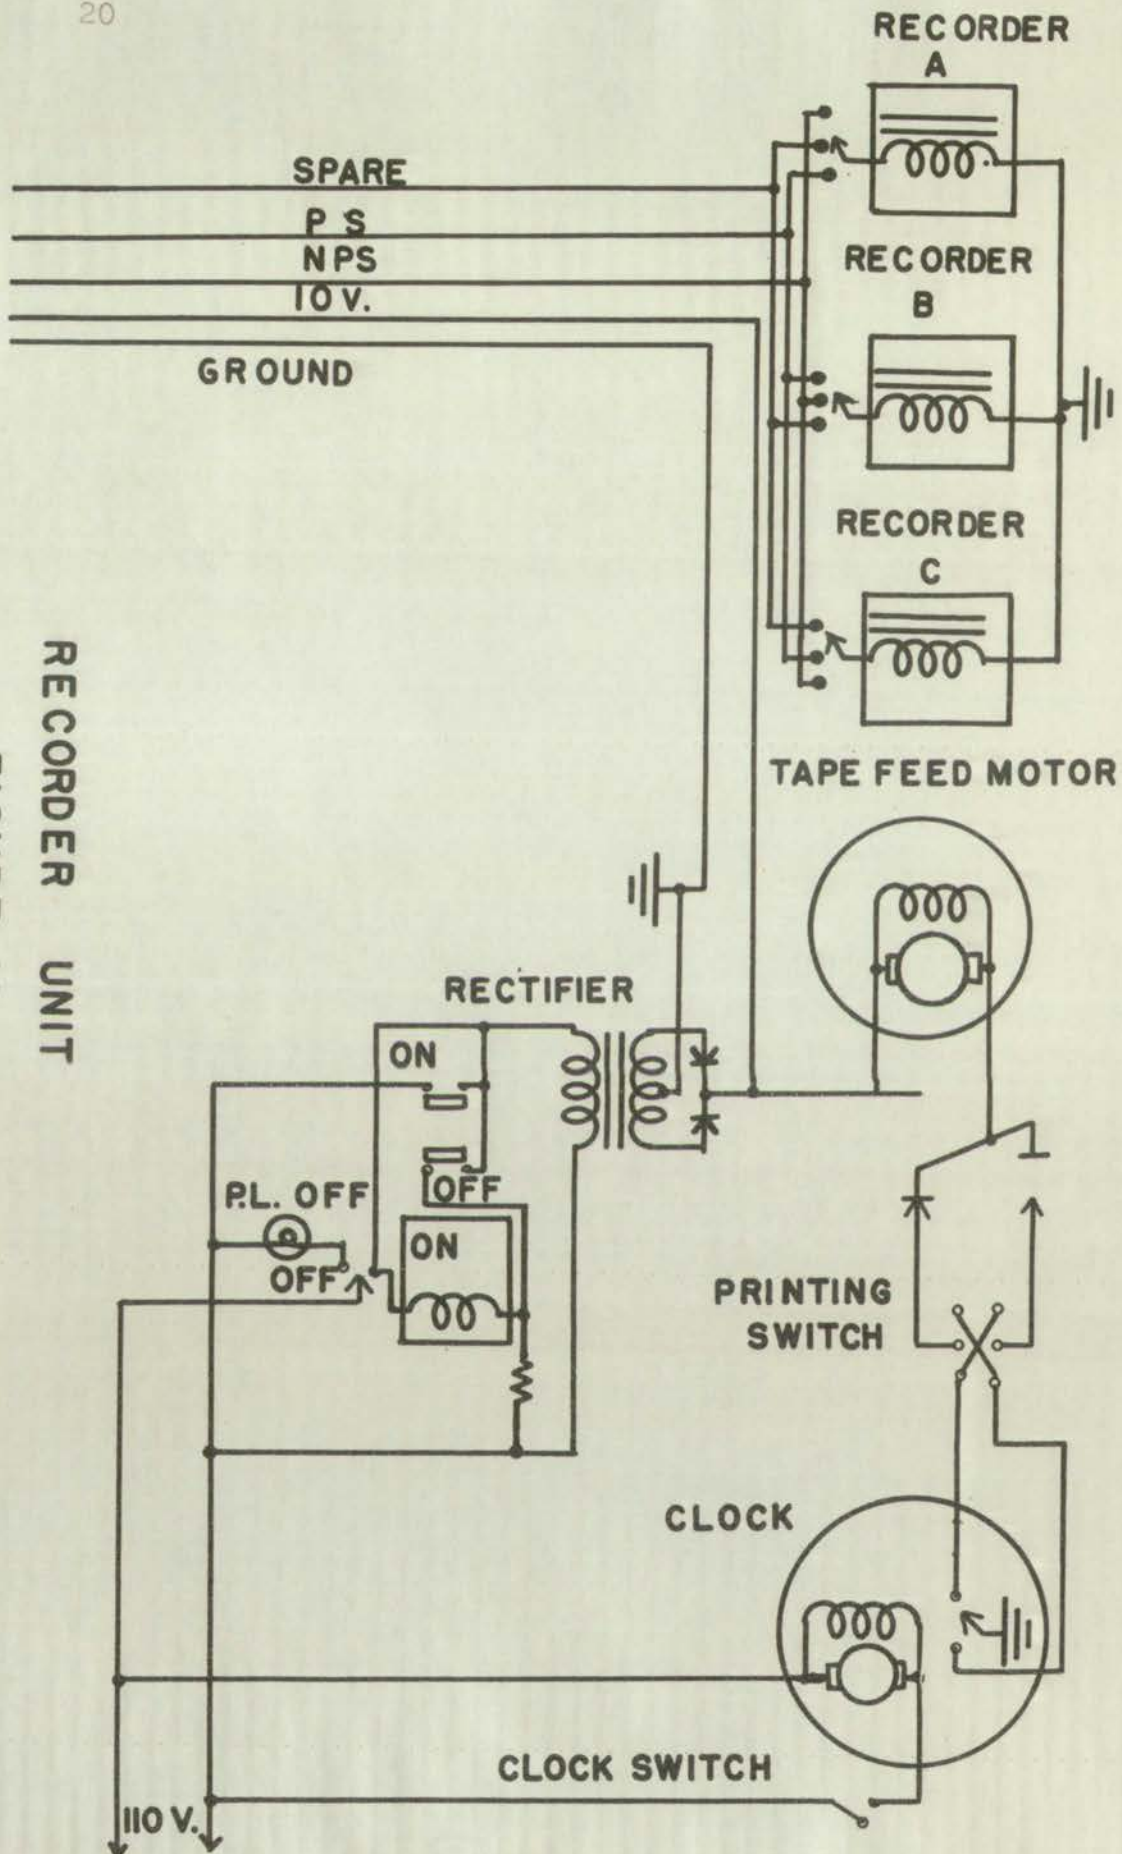 20
RECORDER
A
SPARE
P S
NPS
10 V.
GROUND
RECORDER
B
RECORDER
C
TAPE FEED MOTOR
RECORDER UNIT
RECTIFIER
ON
OFF
P.L. OFF
ON
OFF
PRINTING
SWITCH
CLOCK
CLOCK SWITCH
110 V.